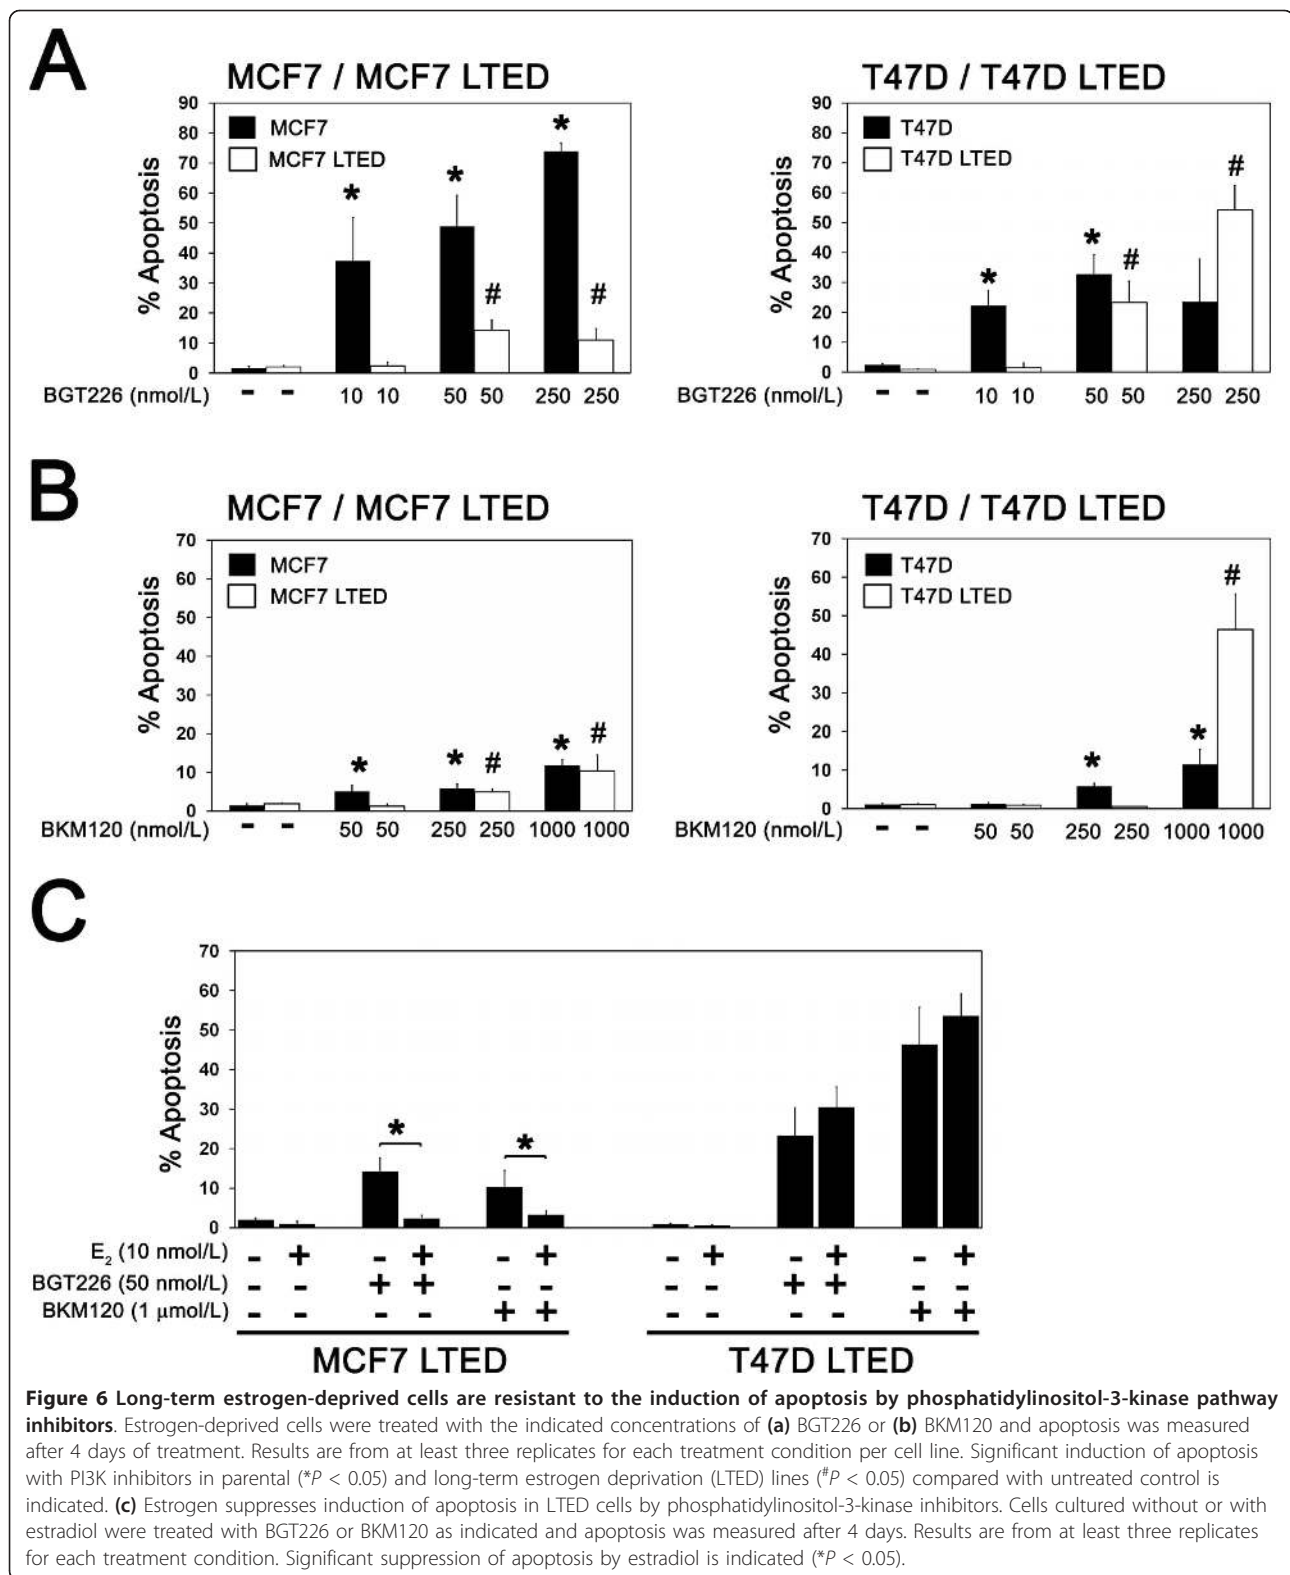 A
MCF7 / MCF7 LTED
% Apoptosis
90
80
70
60
50
40
30
20
10
0
MCF7
MCF7 LTED
*
*
#
*
#
BGT226 (nmol/L)
- - 10 10 50 50 250 250
T47D / T47D LTED
% Apoptosis
90
80
70
60
50
40
30
20
10
0
T47D
T47D LTED
*
*
#
#
BGT226 (nmol/L)
- - 10 10 50 50 250 250
B
MCF7 / MCF7 LTED
% Apoptosis
70
60
50
40
30
20
10
0
MCF7
MCF7 LTED
*
*
#
*
#
BKM120 (nmol/L)
- - 50 50 250 250 1000 1000
T47D / T47D LTED
% Apoptosis
70
60
50
40
30
20
10
0
T47D
T47D LTED
*
*
#
BKM120 (nmol/L)
- - 50 50 250 250 1000 1000
C
% Apoptosis
70
60
50
40
30
20
10
0
*
*
E2 (10 nmol/L) - + - + - + - + - + - +
BGT226 (50 nmol/L) - - + + - - - - + + - -
BKM120 (1 µmol/L) - - - - + + - - - - + +
MCF7 LTED
T47D LTED
Figure 6 Long-term estrogen-deprived cells are resistant to the induction of apoptosis by phosphatidylinositol-3-kinase pathway
inhibitors. Estrogen-deprived cells were treated with the indicated concentrations of (a) BGT226 or (b) BKM120 and apoptosis was measured
after 4 days of treatment. Results are from at least three replicates for each treatment condition per cell line. Significant induction of apoptosis
with PI3K inhibitors in parental (*P < 0.05) and long-term estrogen deprivation (LTED) lines (#P < 0.05) compared with untreated control is
indicated. (c) Estrogen suppresses induction of apoptosis in LTED cells by phosphatidylinositol-3-kinase inhibitors. Cells cultured without or with
estradiol were treated with BGT226 or BKM120 as indicated and apoptosis was measured after 4 days. Results are from at least three replicates
for each treatment condition. Significant suppression of apoptosis by estradiol is indicated (*P < 0.05).